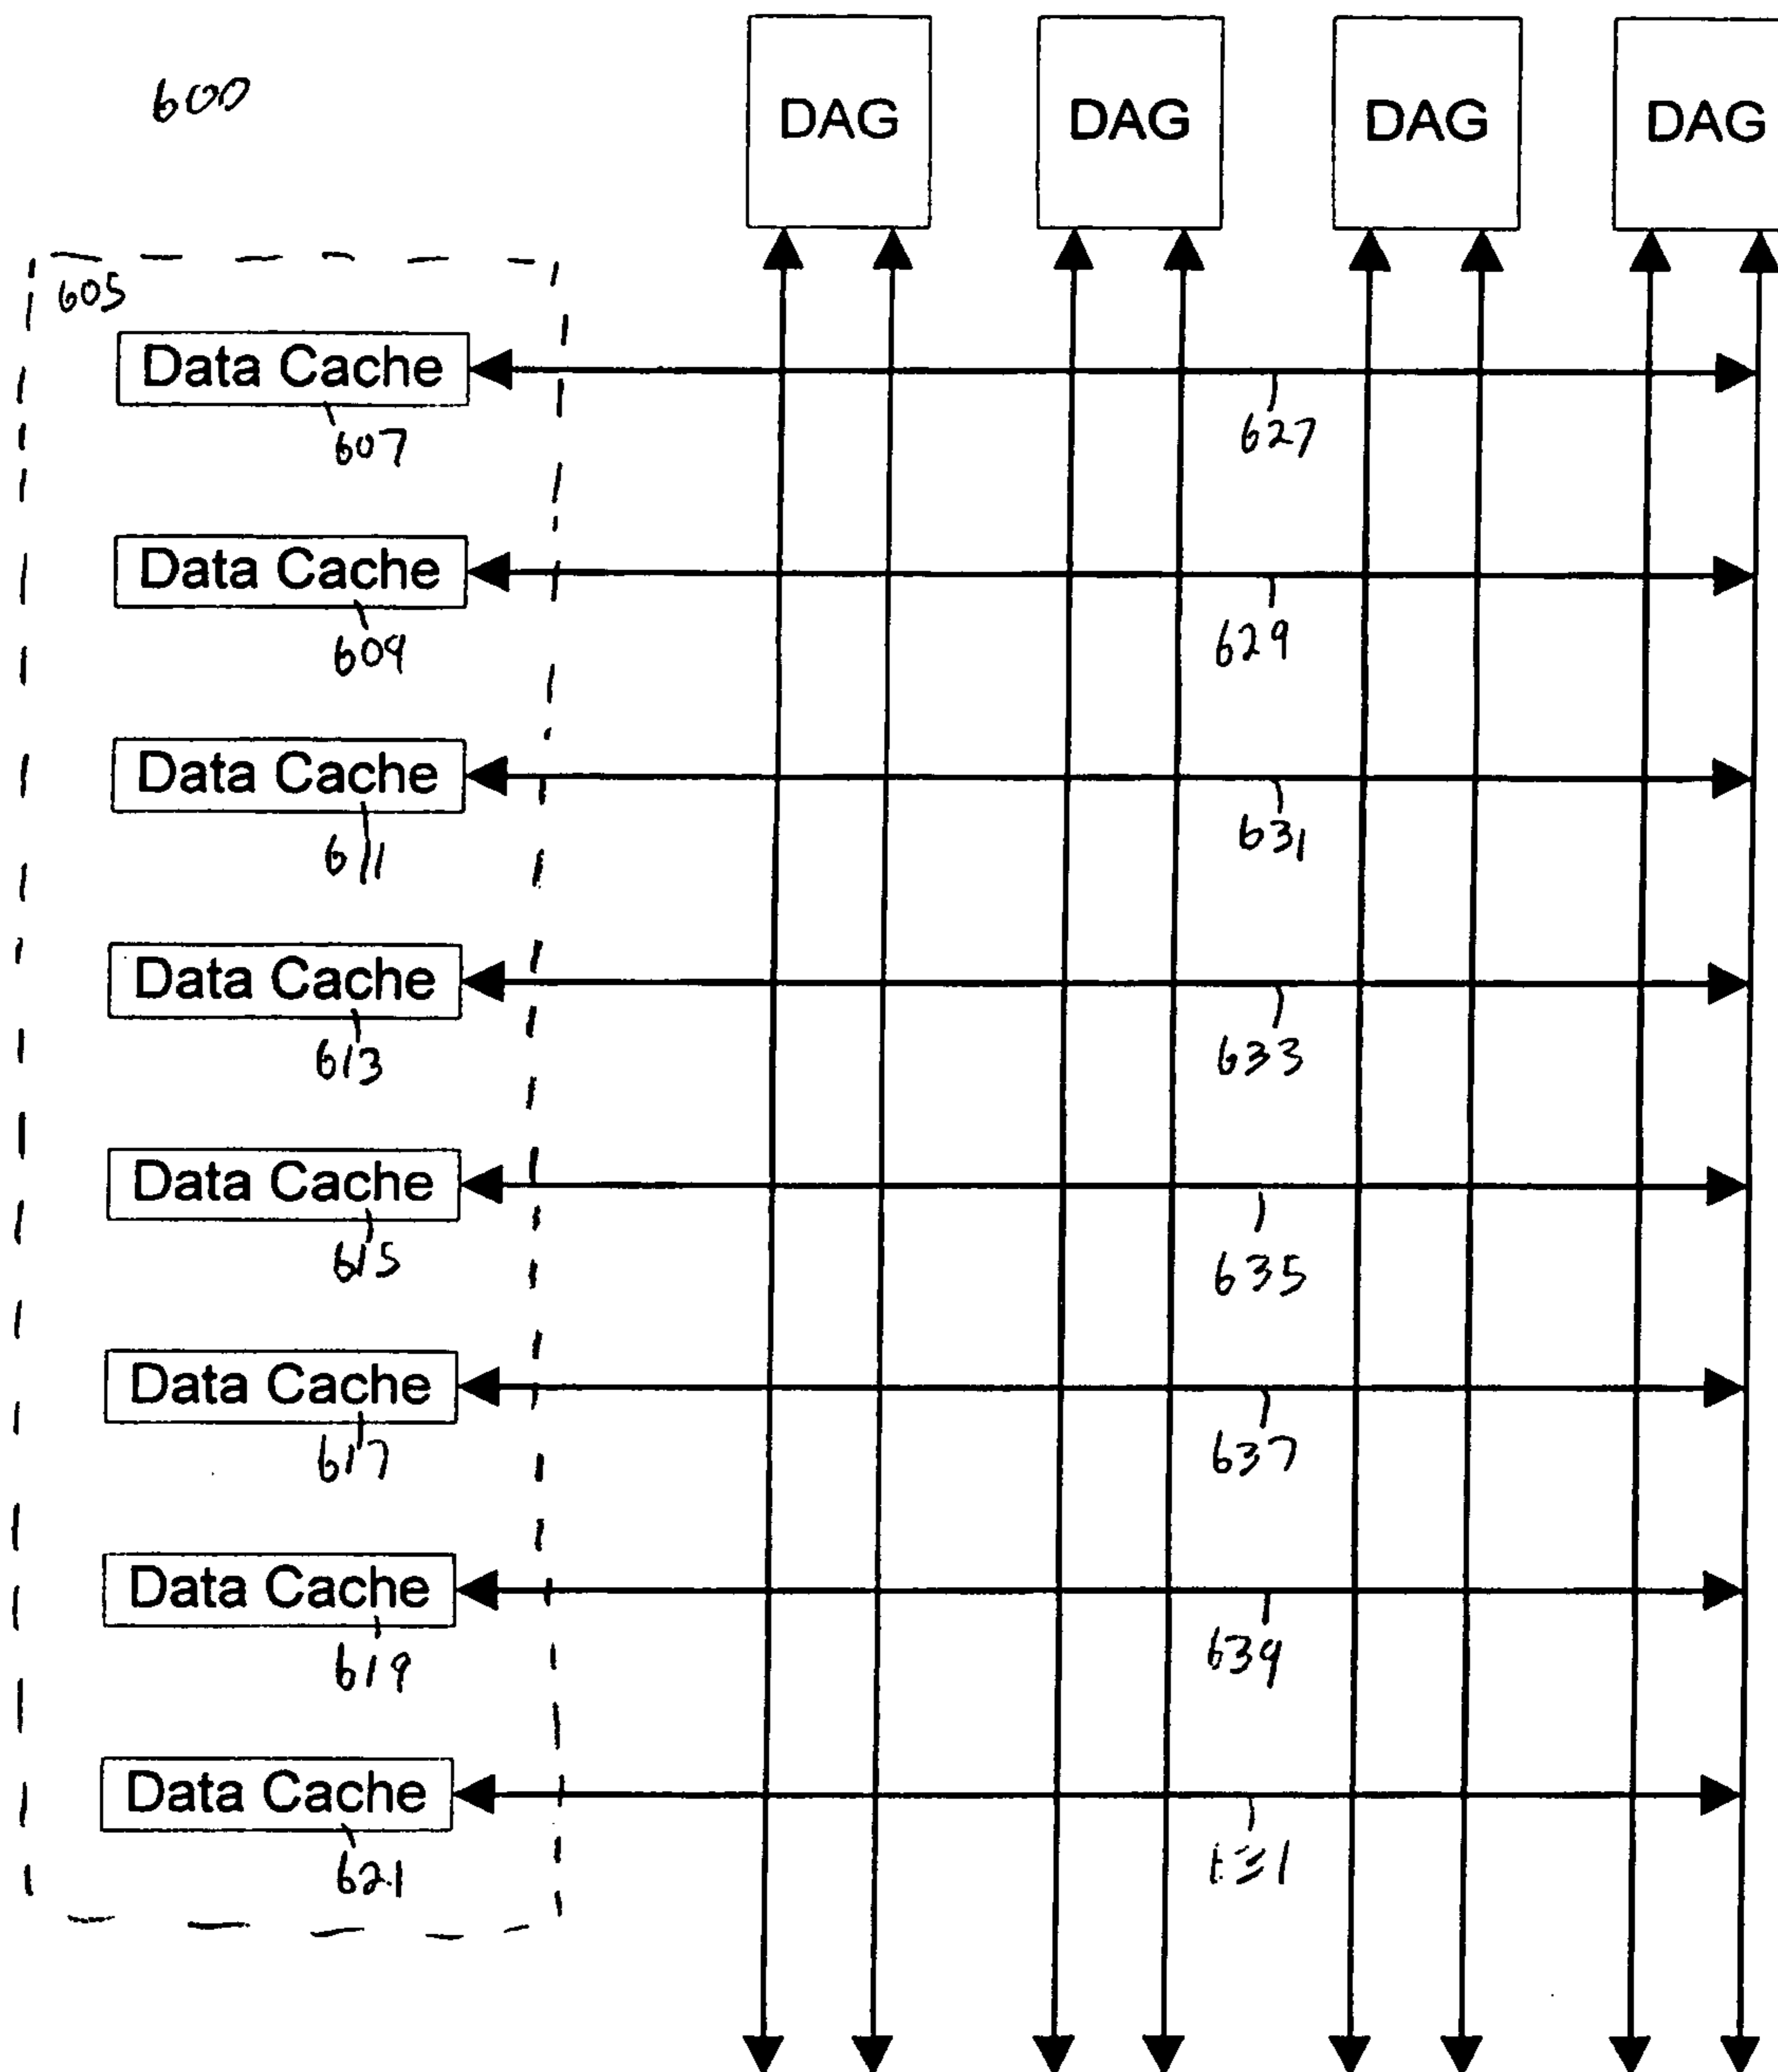 600
DAG DAG DAG DAG
605
Data Cache
607
627
Data Cache
609
629
Data Cache
611
631
Data Cache
613
633
Data Cache
615
635
Data Cache
617
637
Data Cache
619
639
Data Cache
621